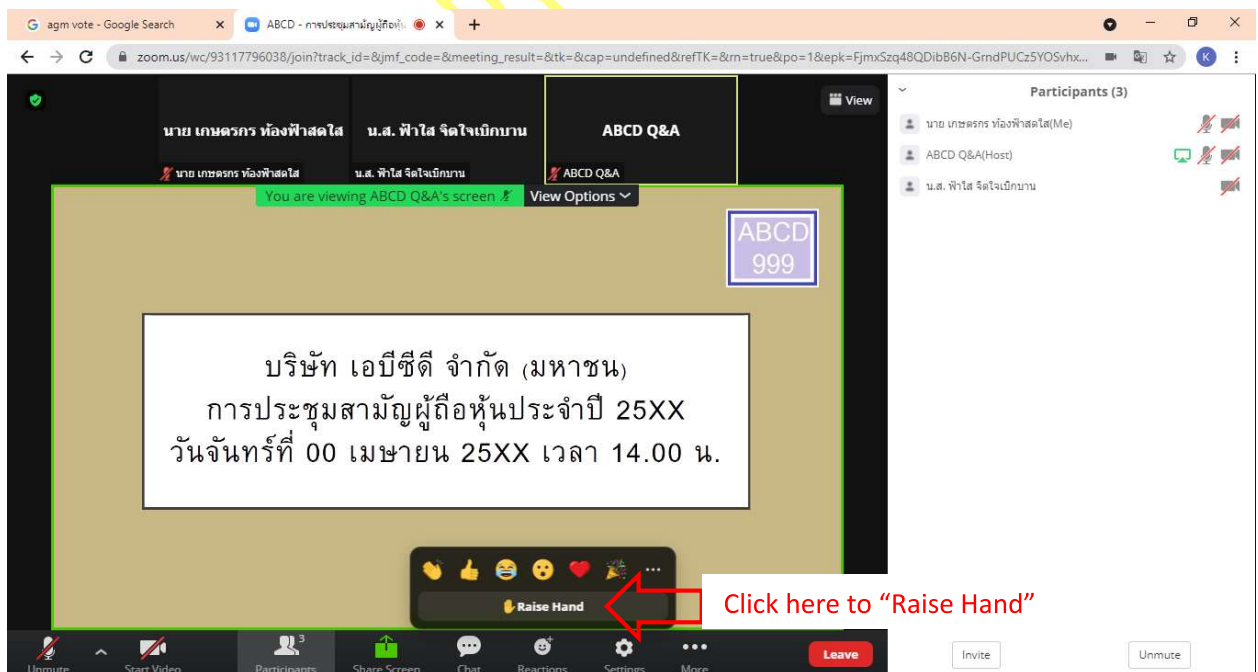 agm vote - Google Search
ABCD - การประชุมสามัญผู้ถือหุ้น
zoom.us/wc/93117796038/join?track_id=&jmf_code=&meeting_result=&tk=&cap=undefined&refTK=&rn=true&po=1&epk=FjmxSzq48QDibB6N-GrndPUCz5YOSvhx...
K
View
นาย เกษตรกร ท้องฟ้าสดใส
น.ส. ฟ้าใส จิตใจเบิกบาน
ABCD Q&A
นาย เกษตรกร ท้องฟ้าสดใส
น.ส. ฟ้าใส จิตใจเบิกบาน
ABCD Q&A
You are viewing ABCD Q&A's screen
View Options
ABCD
999
บริษัท เอบีซีดี จำกัด (มหาชน)
การประชุมสามัญผู้ถือหุ้นประจำปี 25XX
วันจันทร์ที่ 00 เมษายน 25XX เวลา 14.00 น.
Raise Hand
Click here to “Raise Hand”
Unmute
Start Video
Participants
3
Share Screen
Chat
Reactions
Settings
More
Leave
Participants (3)
นาย เกษตรกร ท้องฟ้าสดใส(Me)
ABCD Q&A(Host)
น.ส. ฟ้าใส จิตใจเบิกบาน
Invite
Unmute